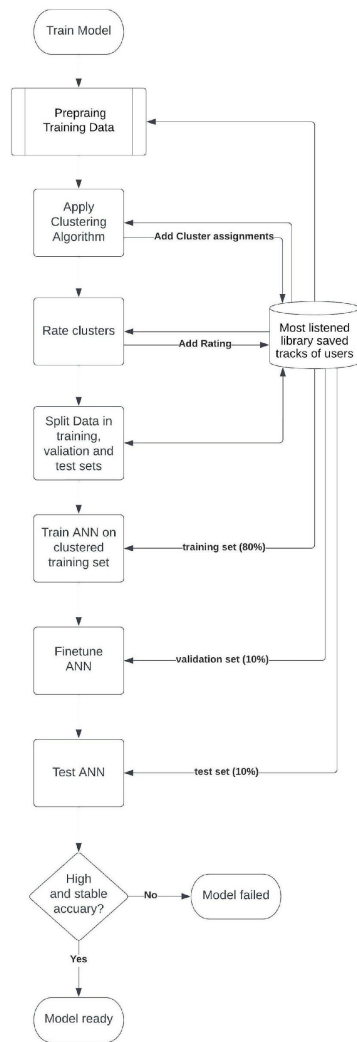 Train Model
Prepraing
Training Data
Apply
Clustering
Algorithm
Add Cluster assignments
Most listened
library saved
tracks of users
Rate clusters
Add Rating
Split Data in
training,
valiation and
test sets
Train ANN on
clustered
training set
training set (80%)
Finetune
ANN
validation set (10%)
Test ANN
test set (10%)
High
and stable
accuary?
No
Model failed
Yes
Model ready